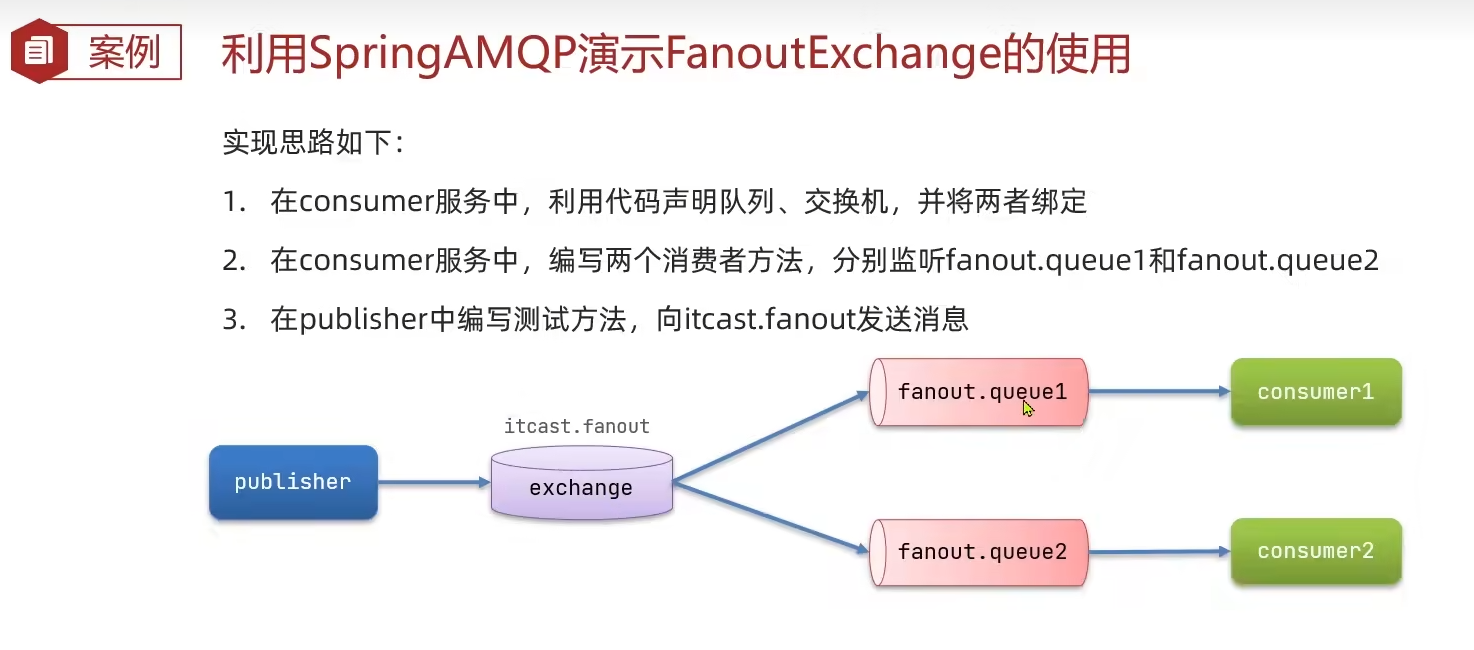 案例
利用SpringAMQP演示FanoutExchange的使用
实现思路如下：
1. 在consumer服务中，利用代码声明队列、交换机，并将两者绑定
2. 在consumer服务中，编写两个消费者方法，分别监听fanout.queue1和fanout.queue2
3. 在publisher中编写测试方法，向itcast.fanout发送消息
publisher
itcast.fanout
exchange
fanout.queue1
consumer1
fanout.queue2
consumer2